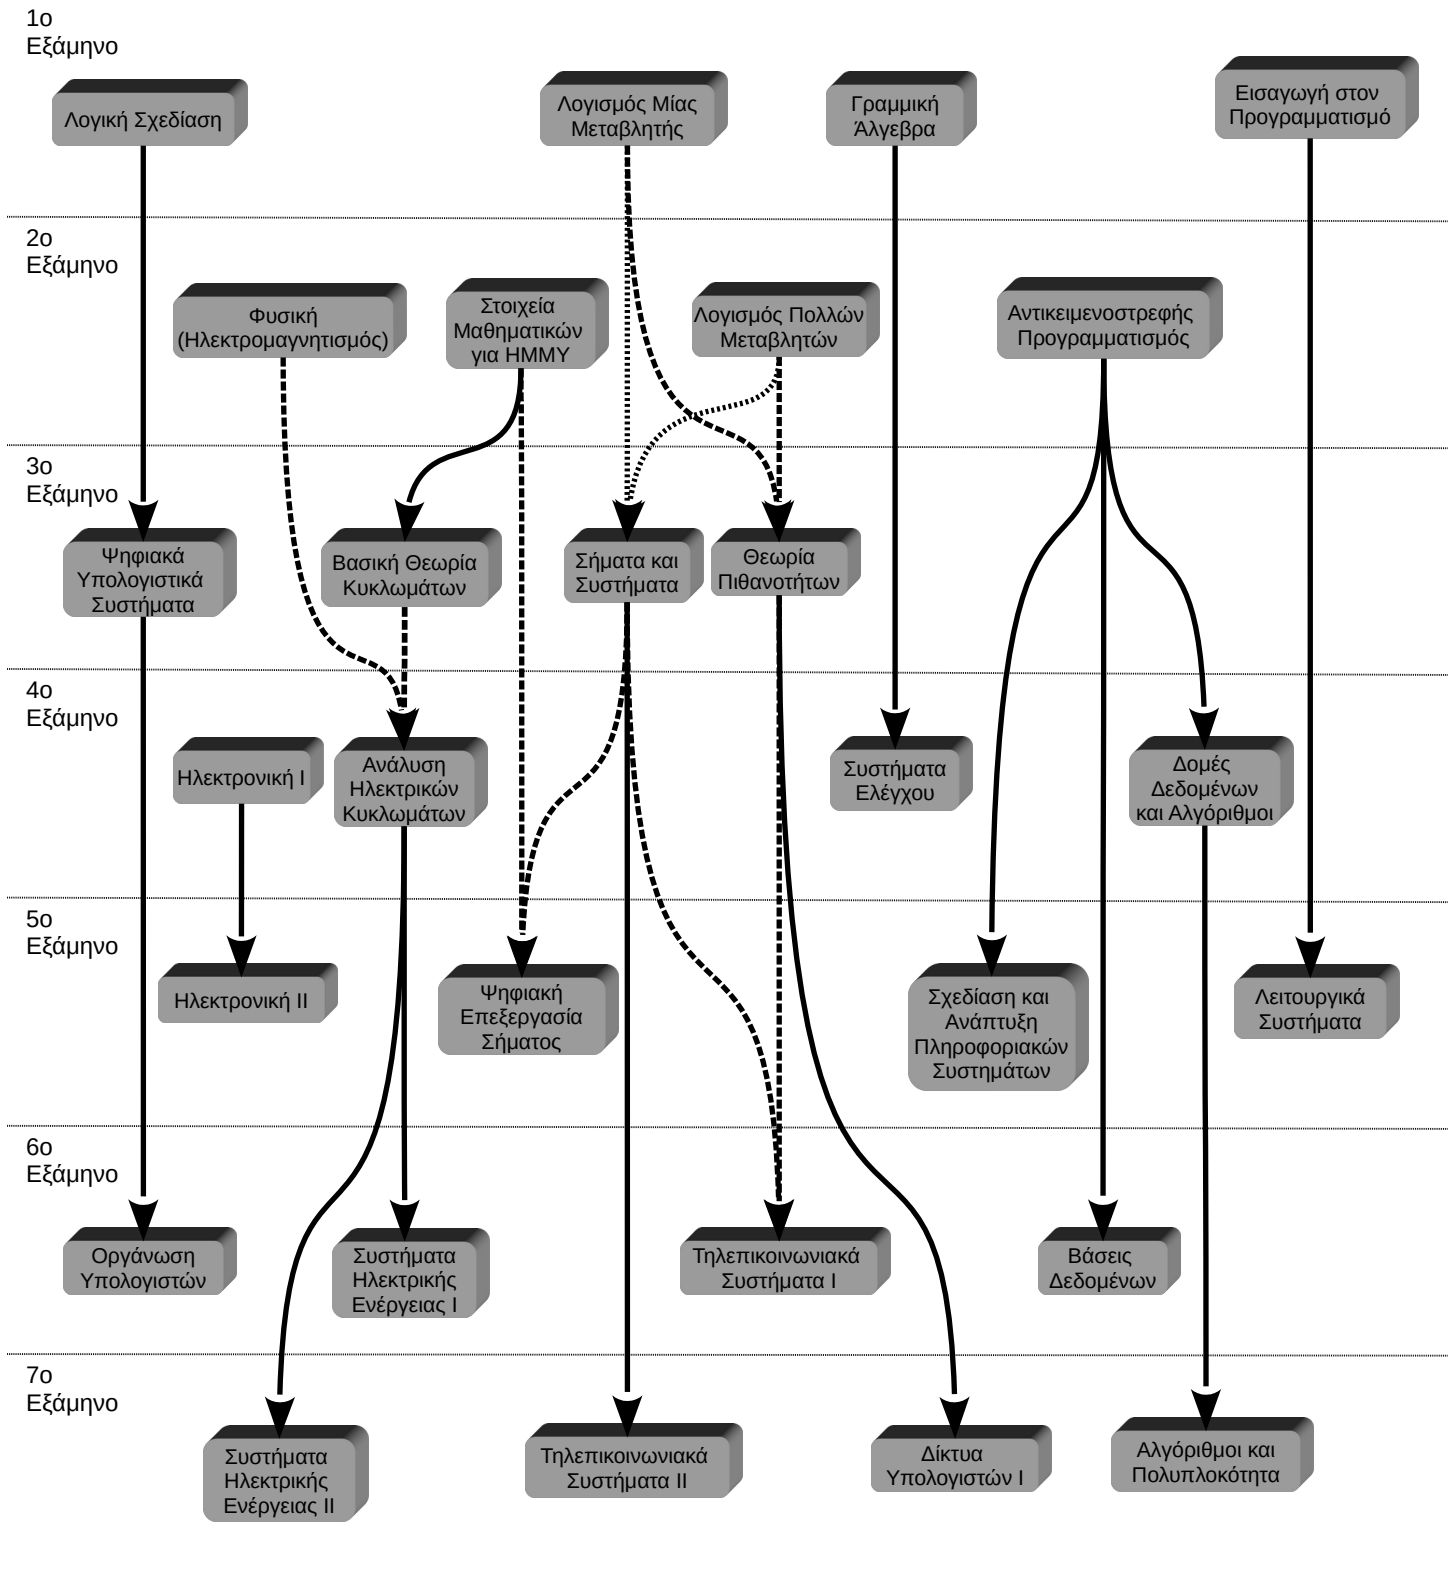 1ο
Εξάμηνο
Λογική Σχεδίαση
Λογισμός Μίας
Μεταβλητής
Γραμμική
Άλγεβρα
Εισαγωγή στον
Προγραμματισμό
2ο
Εξάμηνο
Φυσική
(Ηλεκτρομαγνητισμός)
Στοιχεία
Μαθηματικών
για ΗΜΜΥ
Λογισμός Πολλών
Μεταβλητών
Αντικειμενοστρεφής
Προγραμματισμός
3ο
Εξάμηνο
Ψηφιακά
Υπολογιστικά
Συστήματα
Βασική Θεωρία
Κυκλωμάτων
Σήματα και
Συστήματα
Θεωρία
Πιθανοτήτων
4ο
Εξάμηνο
Ηλεκτρονική Ι
Ανάλυση
Ηλεκτρικών
Κυκλωμάτων
Συστήματα
Ελέγχου
Δομές
Δεδομένων
και Αλγόριθμοι
5ο
Εξάμηνο
Ηλεκτρονική ΙΙ
Ψηφιακή
Επεξεργασία
Σήματος
Σχεδίαση και
Ανάπτυξη
Πληροφοριακών
Συστημάτων
Λειτουργικά
Συστήματα
6ο
Εξάμηνο
Οργάνωση
Υπολογιστών
Συστήματα
Ηλεκτρικής
Ενέργειας Ι
Τηλεπικοινωνιακά
Συστήματα Ι
Βάσεις
Δεδομένων
7ο
Εξάμηνο
Συστήματα
Ηλεκτρικής
Ενέργειας ΙΙ
Τηλεπικοινωνιακά
Συστήματα ΙΙ
Δίκτυα
Υπολογιστών Ι
Αλγόριθμοι και
Πολυπλοκότητα